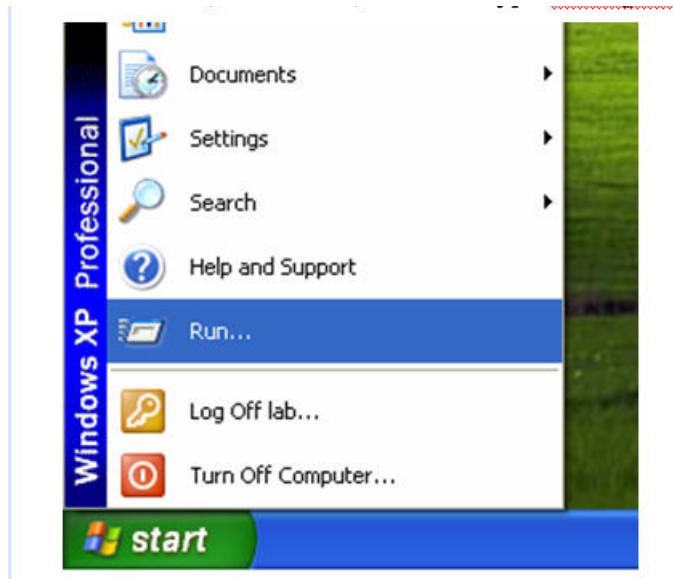 Documents
Settings
Search
Help and Support
Run...
Log Off lab...
Turn Off Computer...
Windows XP Professional
start